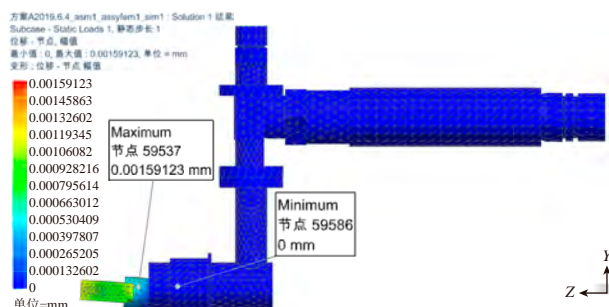 方案A2019.6.4_asm1_assyfem1_sim1 : Solution 1 结果
Subcase - Static Loads 1, 静态步长 1
位移 - 节点, 幅值
最小值 : 0, 最大值 : 0.00159123, 单位 = mm
变形 : 位移 - 节点 幅值
0.00159123
0.00145863
0.00132602
0.00119345
0.00106082
0.000928216
0.000795614
0.000663012
0.000530409
0.000397807
0.000265205
0.000132602
0
单位=mm
Maximum
节点 59537
0.00159123 mm
Minimum
节点 59586
0 mm
Y
Z